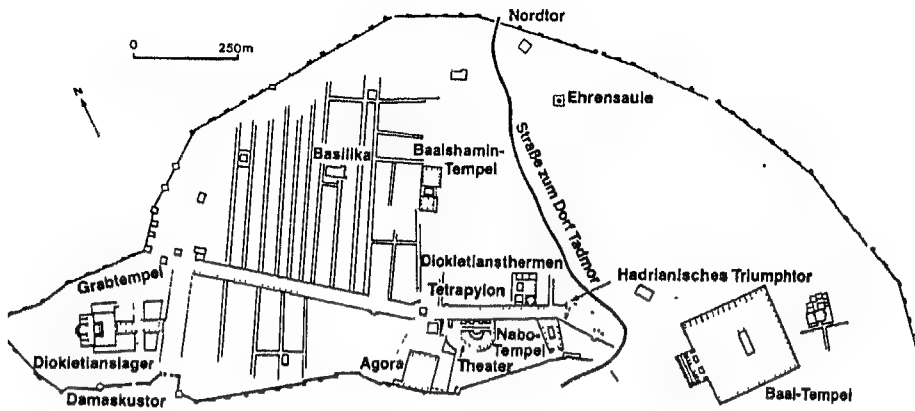 Nordtor
0 250m
N
Ehrensaule
Basilika
Baalshamin-
Tempel
Straße zum Dorf Tadmor
Diokletiansthermen
Hadrianisches Triumphtor
Grabtempel
Tetrapylon
Nabo-
Tempel
Diokletianslager
Agora
Theater
Damaskustor
Baal-Tempel